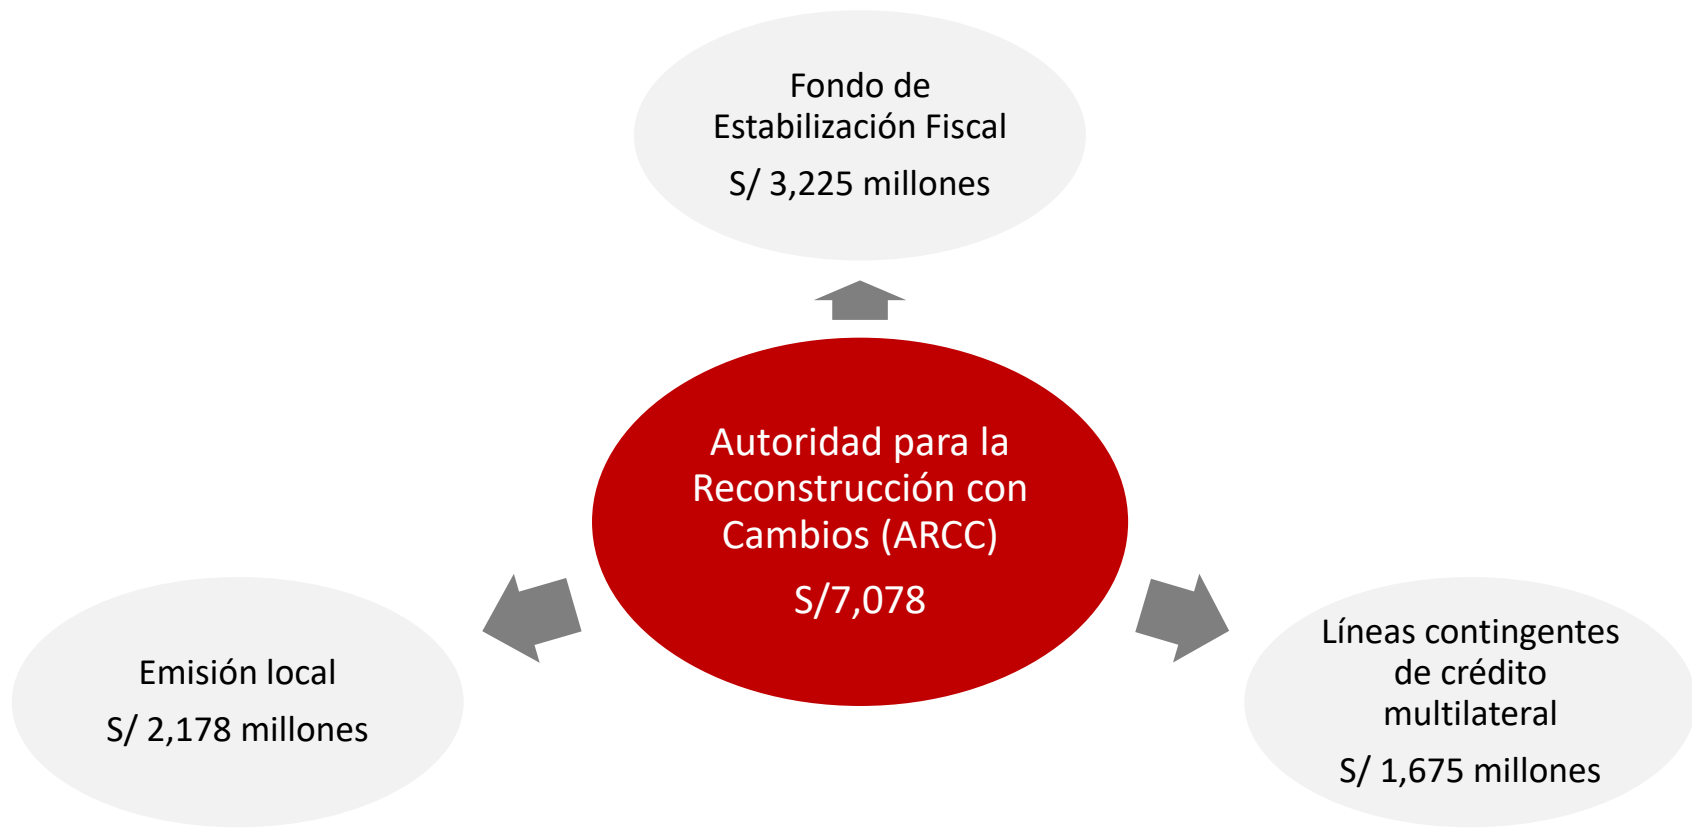 Fondo de
Estabilización Fiscal
S/ 3,225 millones
Autoridad para la
Reconstrucción con
Cambios (ARCC)
S/7,078
Emisión local
S/ 2,178 millones
Líneas contingentes
de crédito
multilateral
S/ 1,675 millones